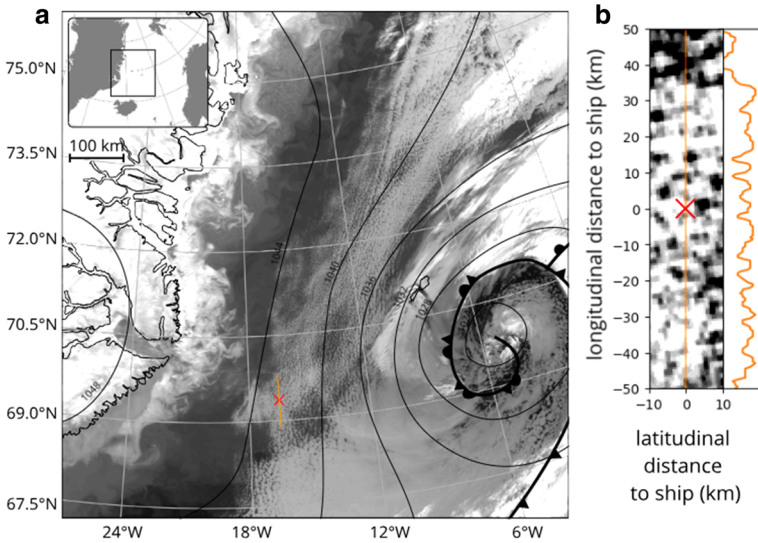 a
75.0°N
73.5°N
72.0°N
70.5°N
69.0°N
67.5°N
24°W
18°W
12°W
6°W
100 km
1044
1040
1036
1032
1048
b
longitudinal distance to ship (km)
50
40
30
20
10
0
−10
−20
−30
−40
−50
−10
0
10
latitudinal
distance
to ship (km)